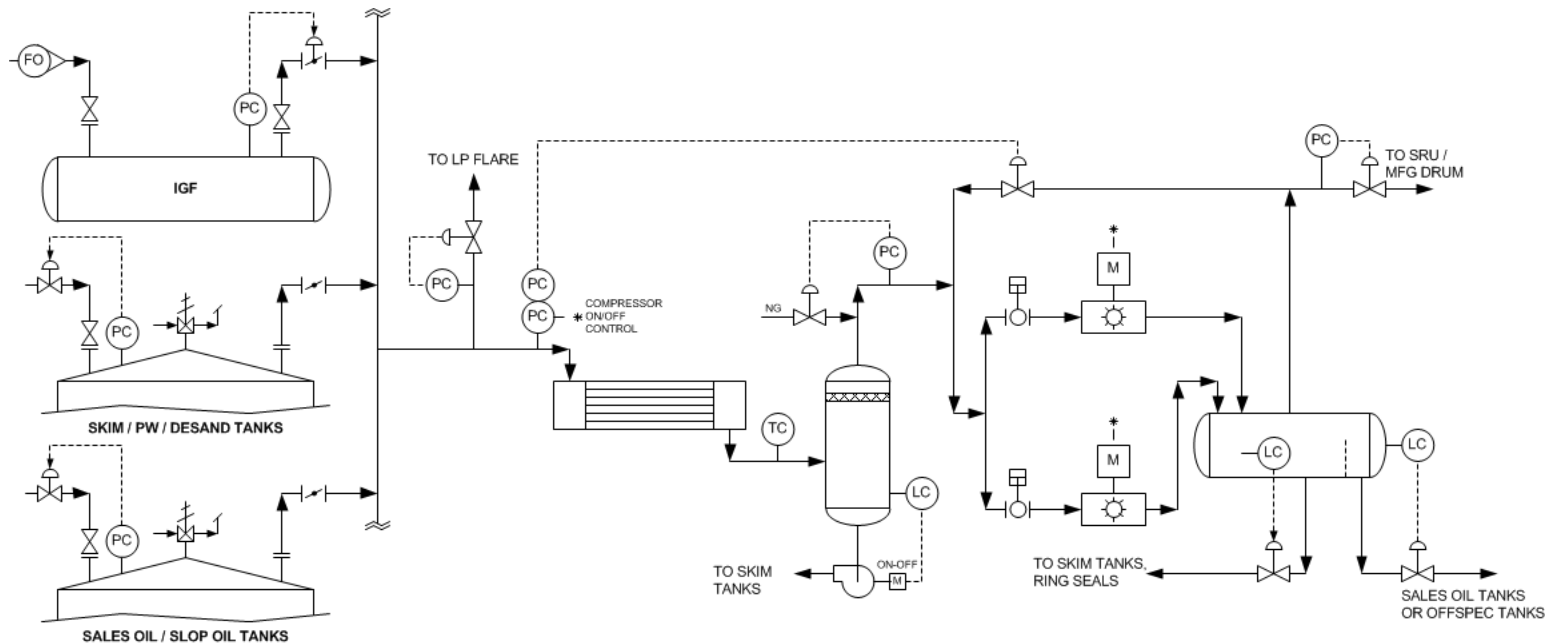 FO
PC
IGF
PC
SKIM / PW / DESAND TANKS
PC
SALES OIL / SLOP OIL TANKS
TO LP FLARE
PC
PC
PC
* COMPRESSOR
ON/OFF
CONTROL
TC
NG
PC
LC
ON-OFF
M
TO SKIM
TANKS
*
M
*
M
PC
TO SRU /
MFG DRUM
LC
LC
TO SKIM TANKS,
RING SEALS
SALES OIL TANKS
OR OFFSPEC TANKS